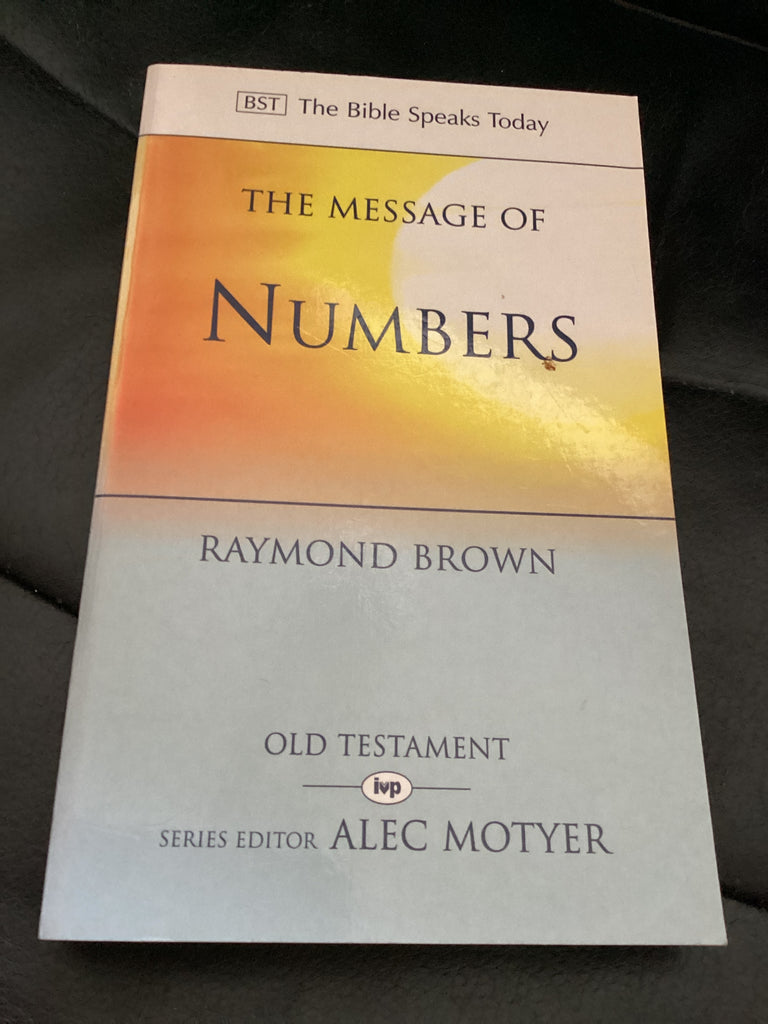 BST The Bible Speaks Today
THE MESSAGE OF
NUMBERS
RAYMOND BROWN
OLD TESTAMENT
ivp
SERIES EDITOR ALEC MOTYER